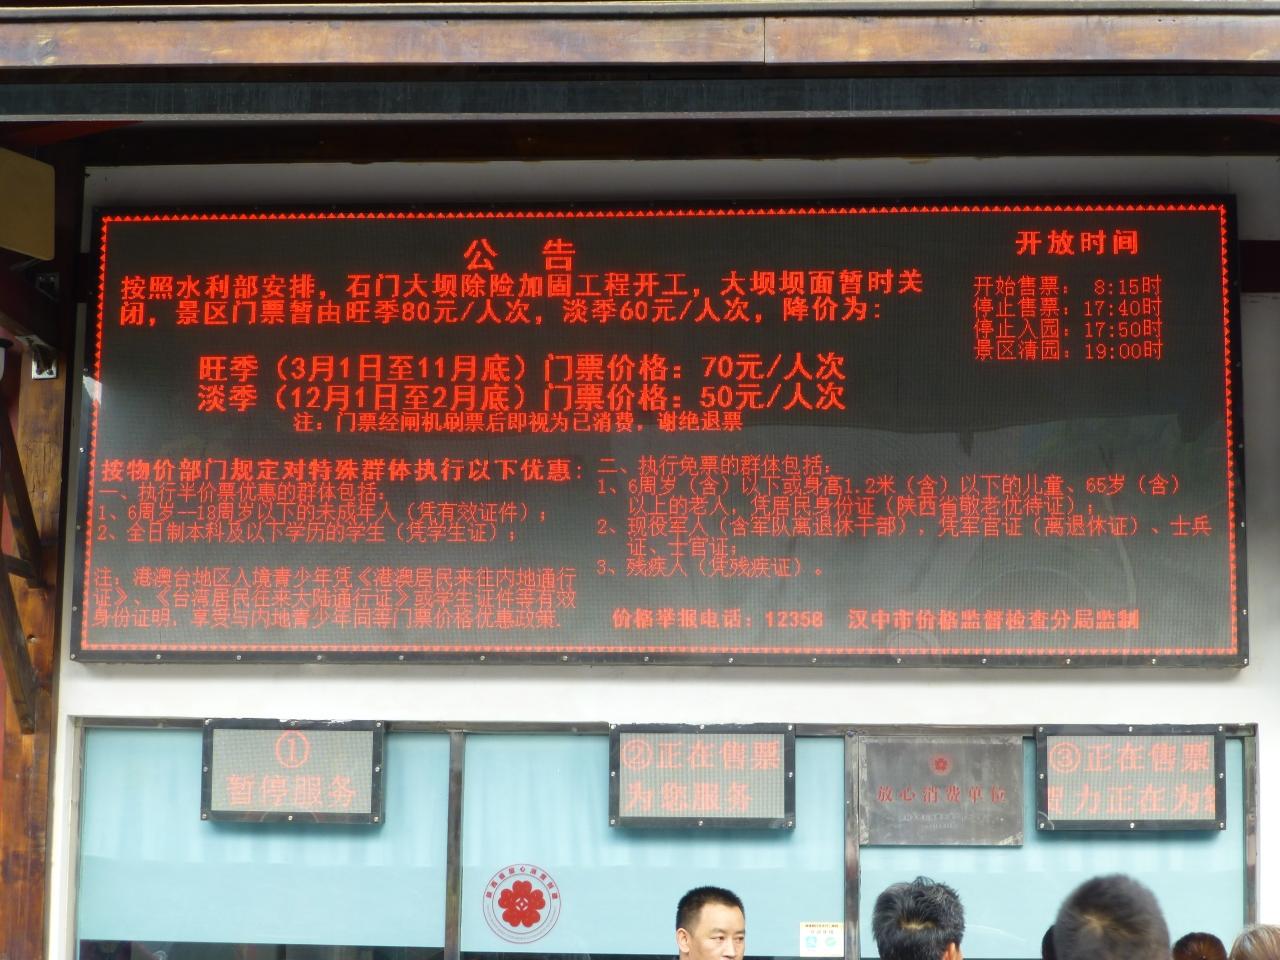 公 告
按照水利部安排，石门大坝除险加固工程开工，大坝坝面暂时关
闭，景区门票暂由旺季80元/人次，淡季60元/人次，降价为：
旺季（3月1日至11月底）门票价格：70元/人次
淡季（12月1日至2月底）门票价格：50元/人次
注：门票经闸机刷票后即视为已消费，谢绝退票
开放时间
开始售票： 8:15时
停止售票：17:40时
停止入园：17:50时
景区清园：19:00时
按物价部门规定对特殊群体执行以下优惠：
一、执行半价票优惠的群体包括：
1、6周岁--18周岁以下的未成年人（凭有效证件）；
2、全日制本科及以下学历的学生（凭学生证）；
注：港澳台地区入境青少年凭《港澳居民来往内地通行
证》、《台湾居民往来大陆通行证》或学生证件等有效
身份证明，享受与内地青少年同等门票价格优惠政策.
二、执行免票的群体包括：
1、6周岁（含）以下或身高1.2米（含）以下的儿童、65岁（含）
以上的老人，凭居民身份证（陕西省敬老优待证）；
2、现役军人（含军队离退休干部），凭军官证（离退休证）、士兵
证、士官证；
3、残疾人（凭残疾证）。
价格举报电话：12358 汉中市价格监督检查分局监制
①
暂停服务
②正在售票
为您服务
放心消费单位
③正在售票
力正在为